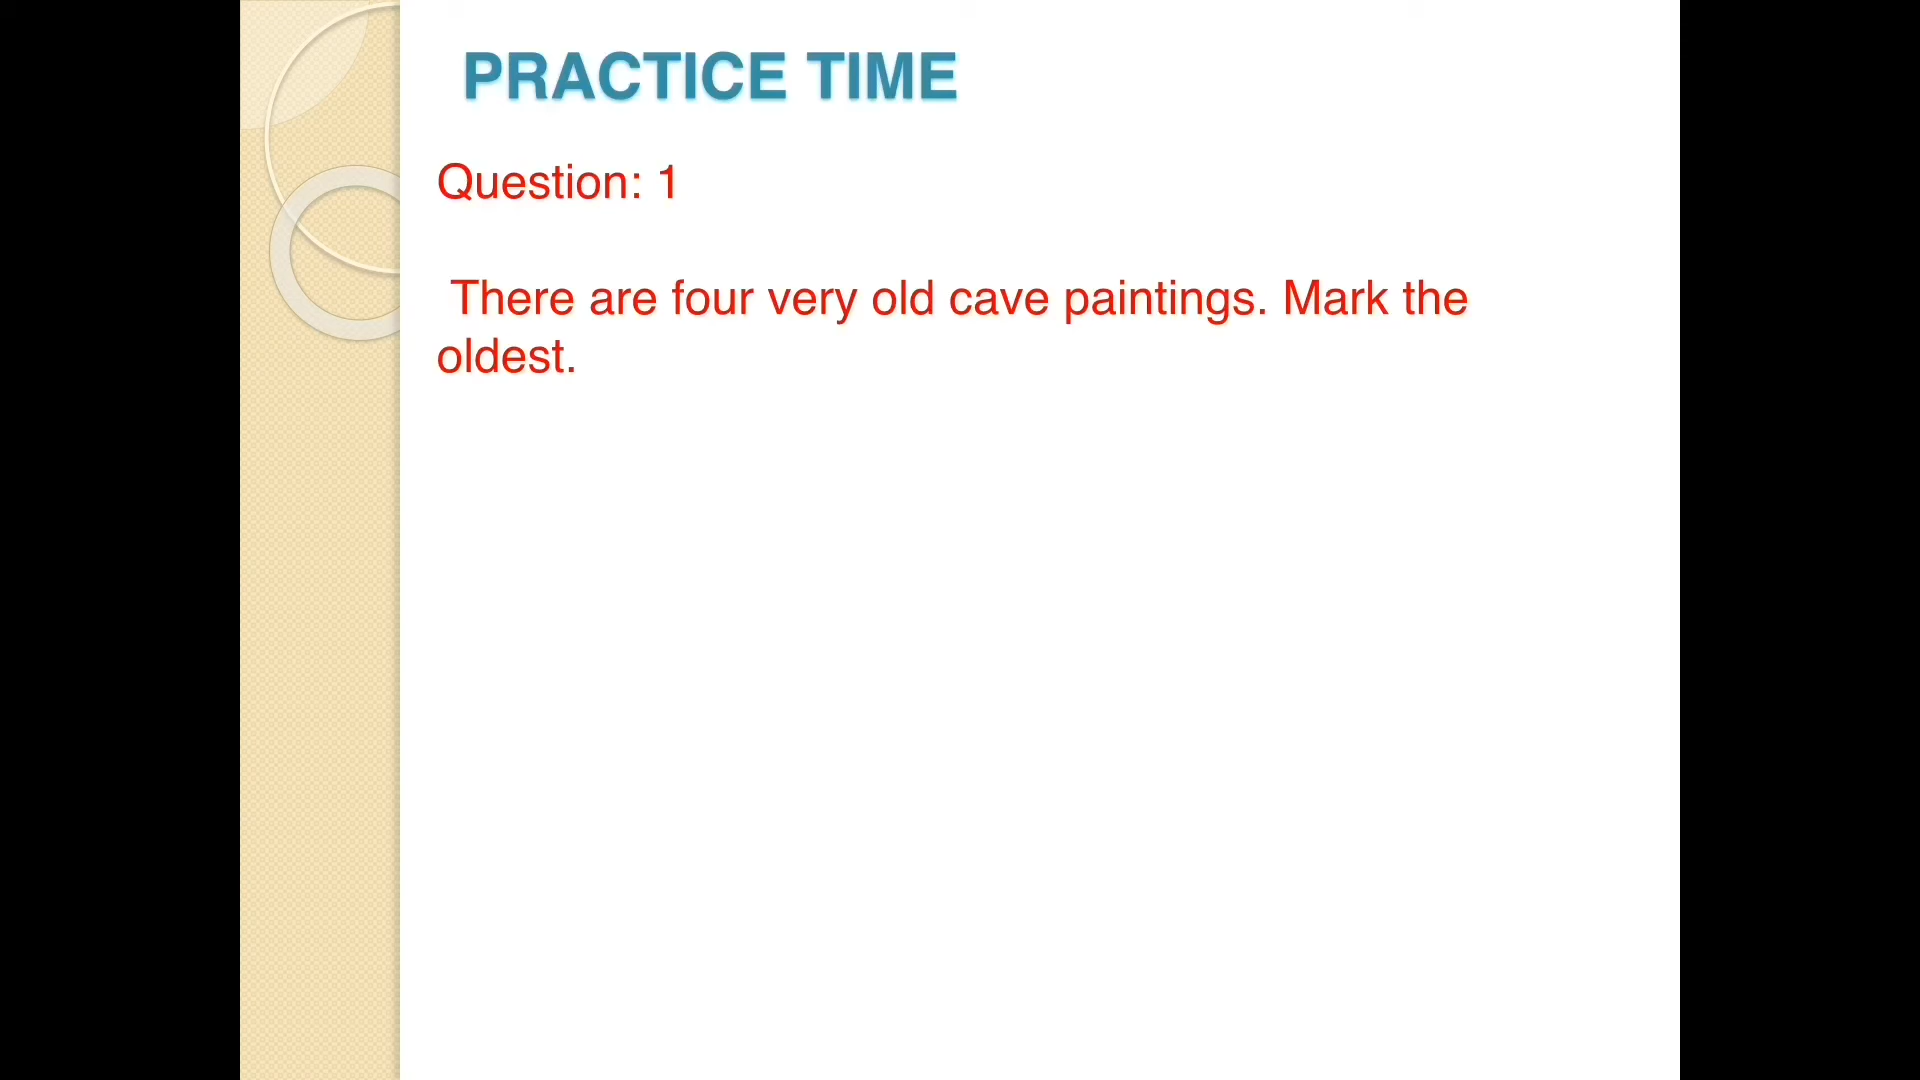 PRACTICE TIME
Question: 1
There are four very old cave paintings. Mark the
oldest.